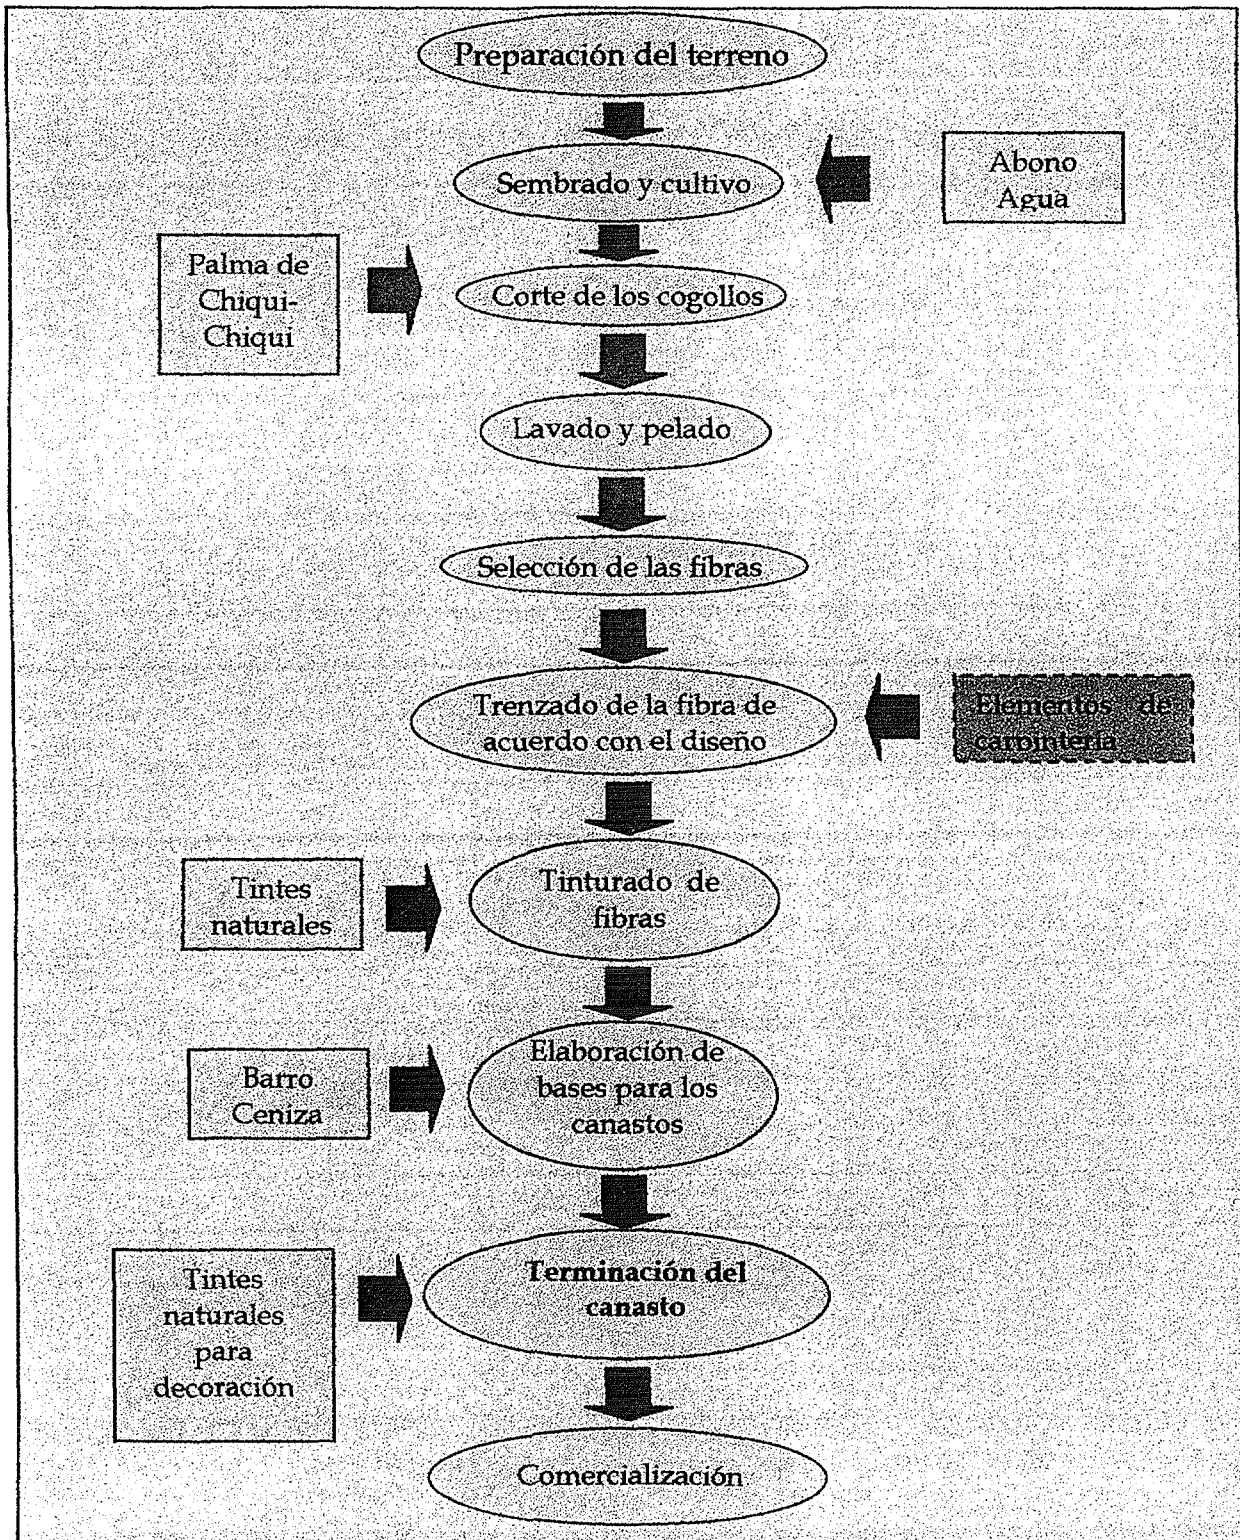 Preparación del terreno
Sembrado y cultivo
Abono
Agua
Palma de
Chiqui-
Chiqui
Corte de los cogollos
Lavado y pelado
Selección de las fibras
Trenzado de la fibra de
acuerdo con el diseño
Elementos de
carpintería
Tintes
naturales
Tinturado de
fibras
Barro
Ceniza
Elaboración de
bases para los
canastos
Tintes
naturales
para
decoración
Terminación del
canasto
Comercialización